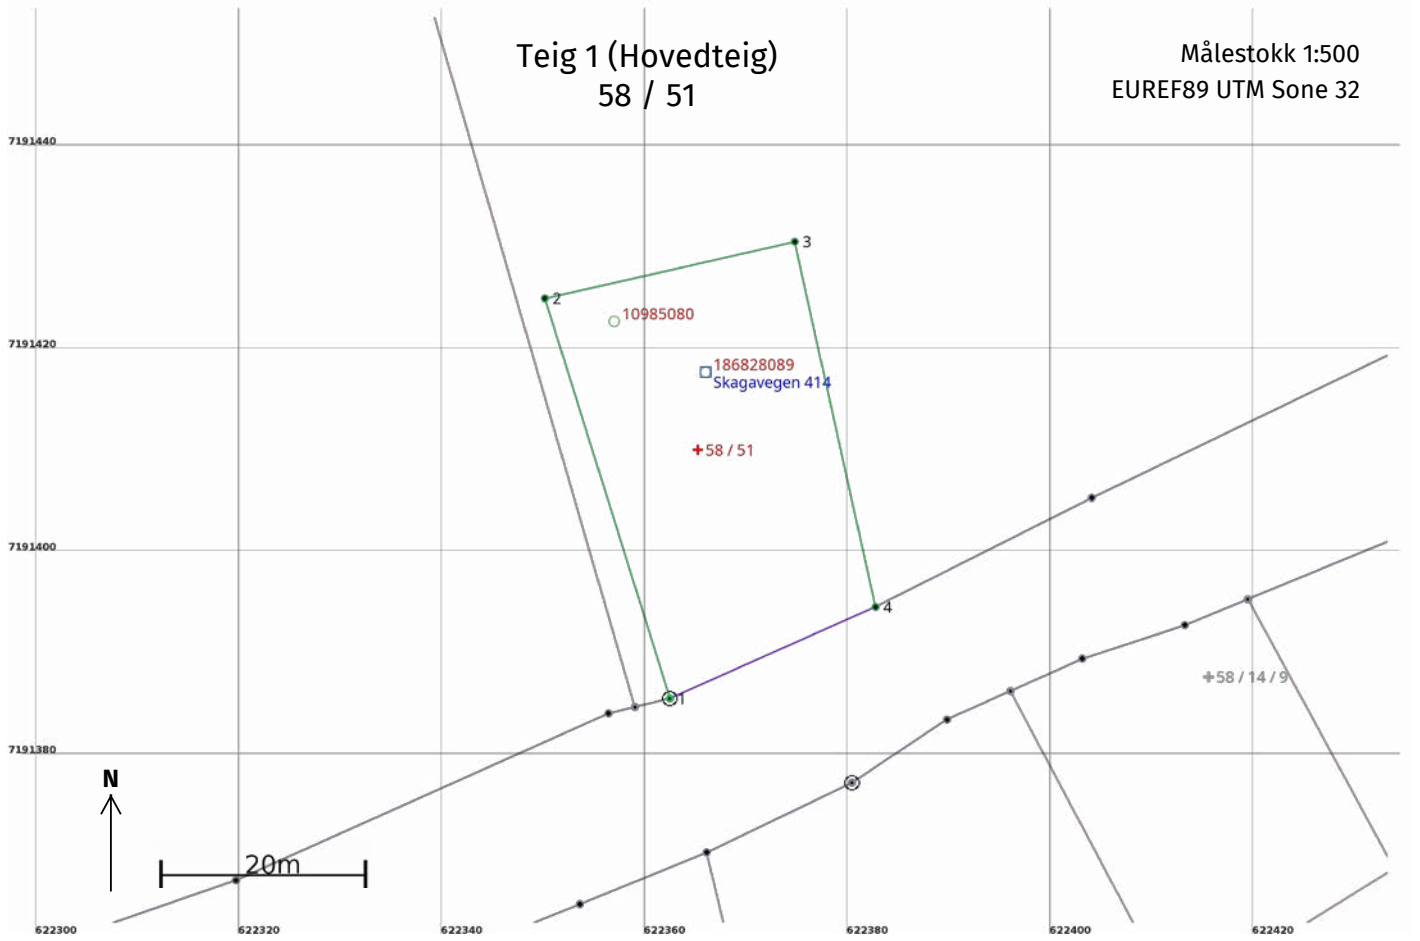 Teig 1 (Hovedteig)
58 / 51
Målestokk 1:500
EUREF89 UTM Sone 32
7191440
3
2
10985080
7191420
186828089
Skagavegen 414
58 / 51
7191400
4
58 / 14 / 9
1
7191380
N
20m
622300
622320
622340
622360
622380
622400
622420